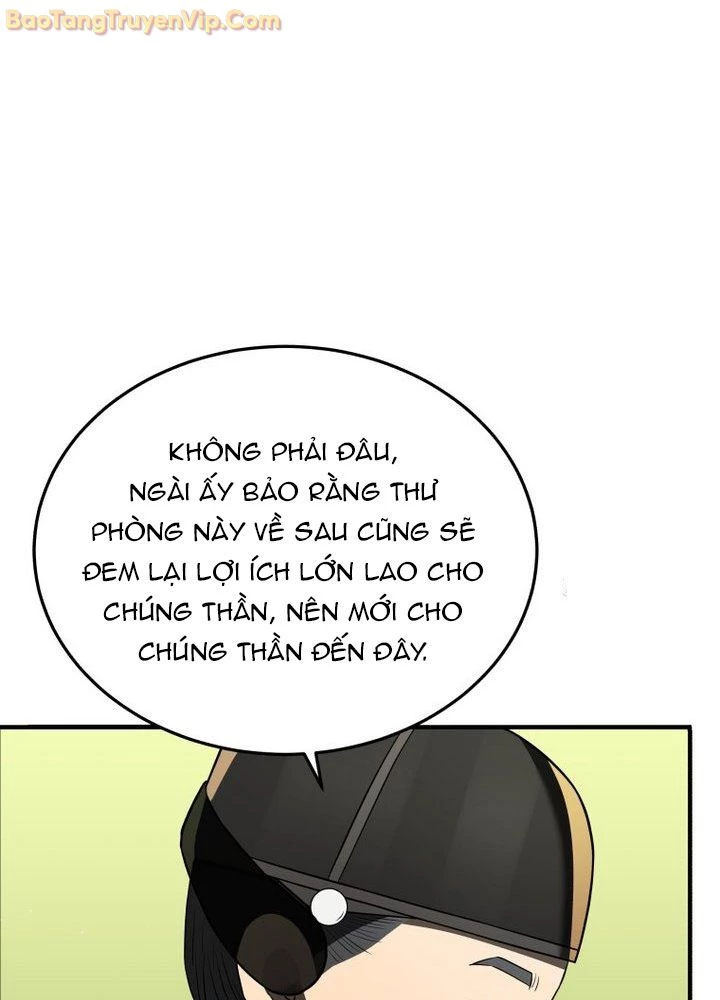 BaoTangTruyenVip.Com
KHÔNG PHẢI ĐÂU,
NGÀI ẤY BẢO RẰNG THƯ
PHÒNG NÀY VỀ SAU CŨNG SẼ
ĐEM LẠI LỢI ÍCH LỚN LAO CHO
CHÚNG THẦN, NÊN MỚI CHO
CHÚNG THẦN ĐẾN ĐÂY.